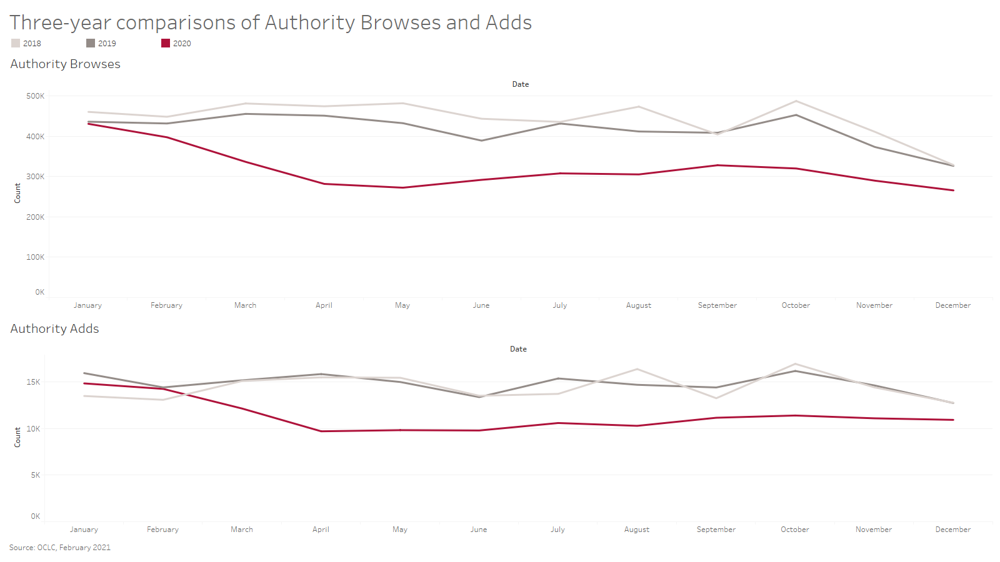 Three-year comparisons of Authority Browses and Adds
2018 2019 2020
Authority Browses
Date
500K
400K
300K
200K
100K
0K
Count
January February March April May June July August September October November December
Authority Adds
Date
15K
10K
5K
0K
Count
January February March April May June July August September October November December
Source: OCLC, February 2021